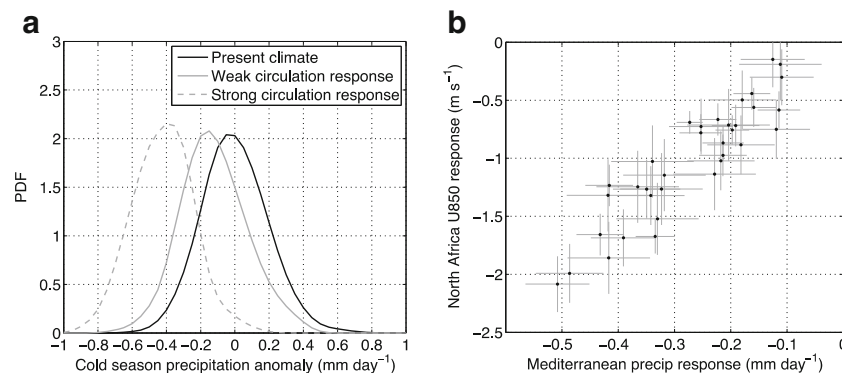 a
3
2.5
2
1.5
1
0.5
0
PDF
Present climate
Weak circulation response
Strong circulation response
-1 -0.8 -0.6 -0.4 -0.2 0 0.2 0.4 0.6 0.8 1
Cold season precipitation anomaly (mm day⁻¹)
b
0
-0.5
-1
-1.5
-2
-2.5
North Africa U850 response (m s⁻¹)
-0.5 -0.4 -0.3 -0.2 -0.1 0
Mediterranean precip response (mm day⁻¹)